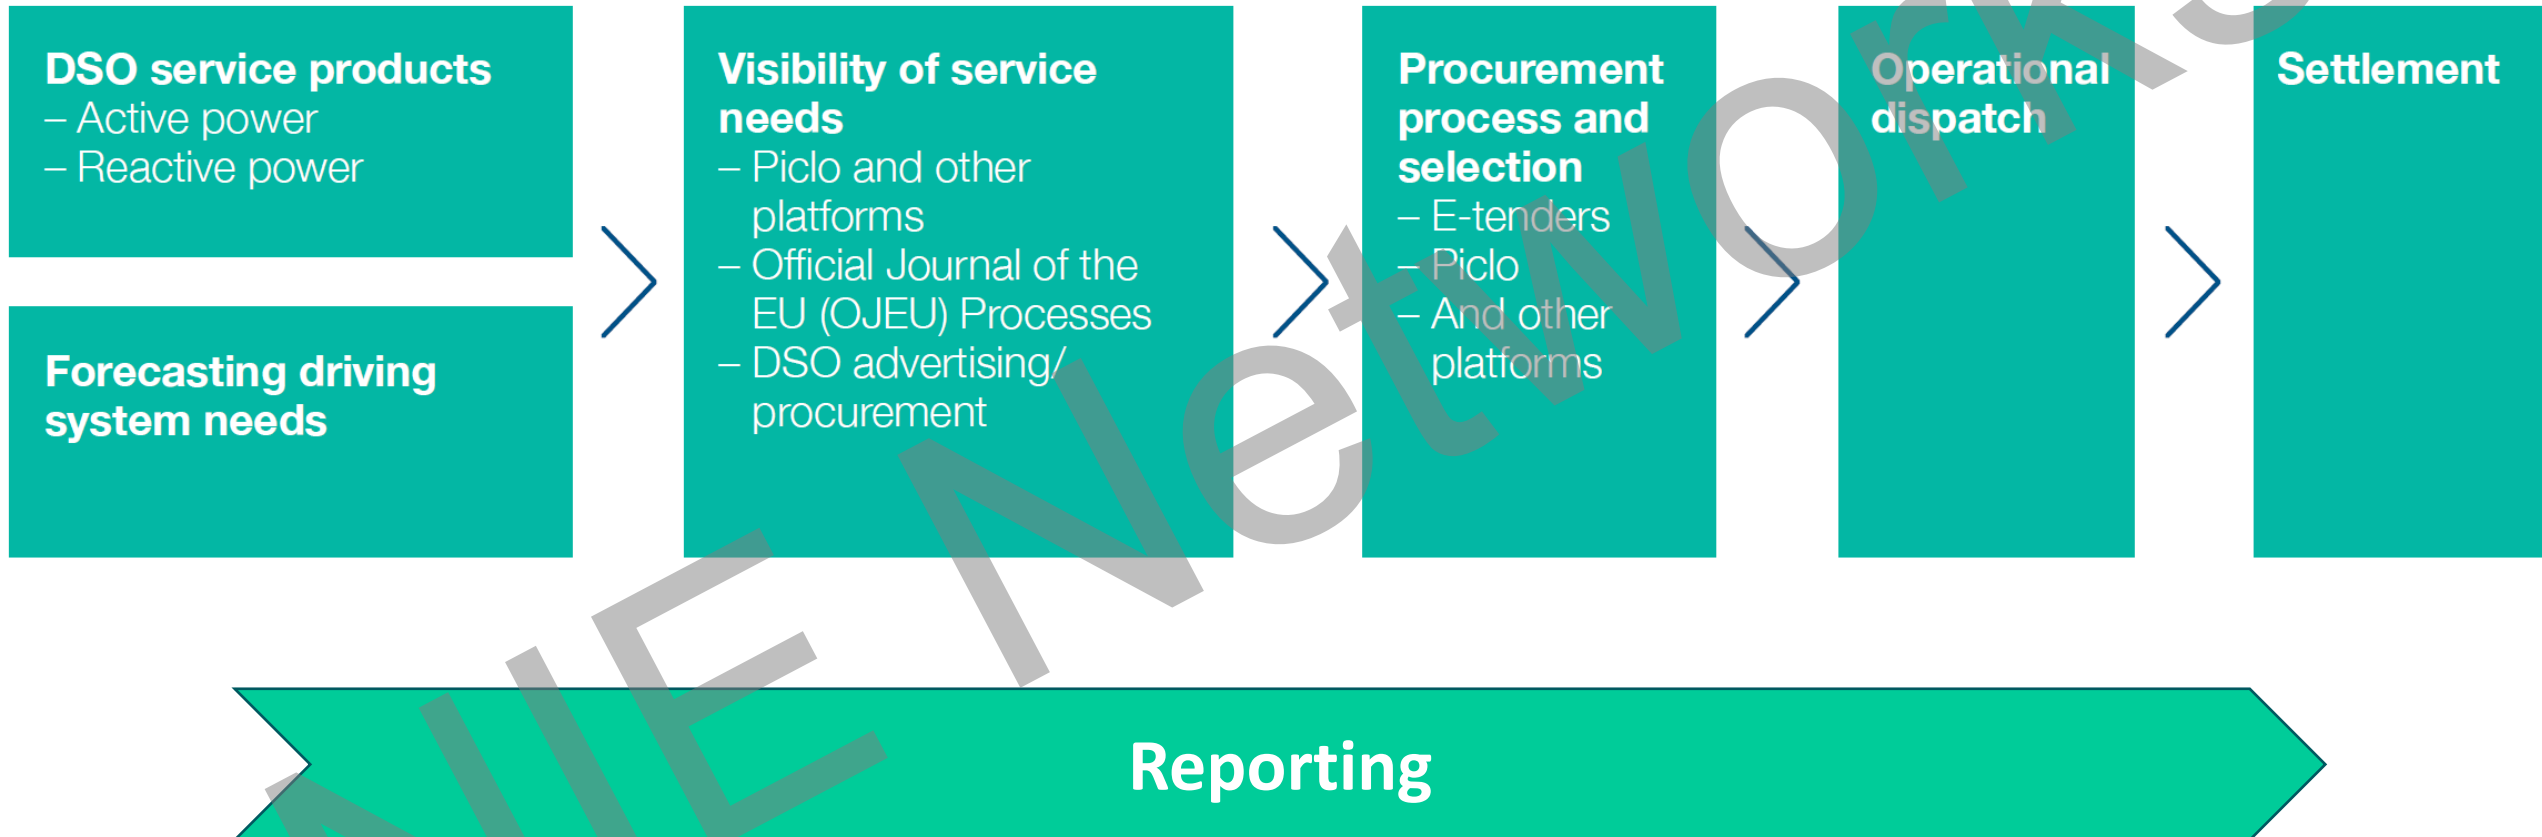 DSO service products
– Active power
– Reactive power
Forecasting driving
system needs
Visibility of service
needs
– Piclo and other
platforms
– Official Journal of the
EU (OJEU) Processes
– DSO advertising/
procurement
Procurement
process and
selection
– E-tenders
– Piclo
– And other
platforms
Operational
dispatch
Settlement
Reporting
NIE Networks